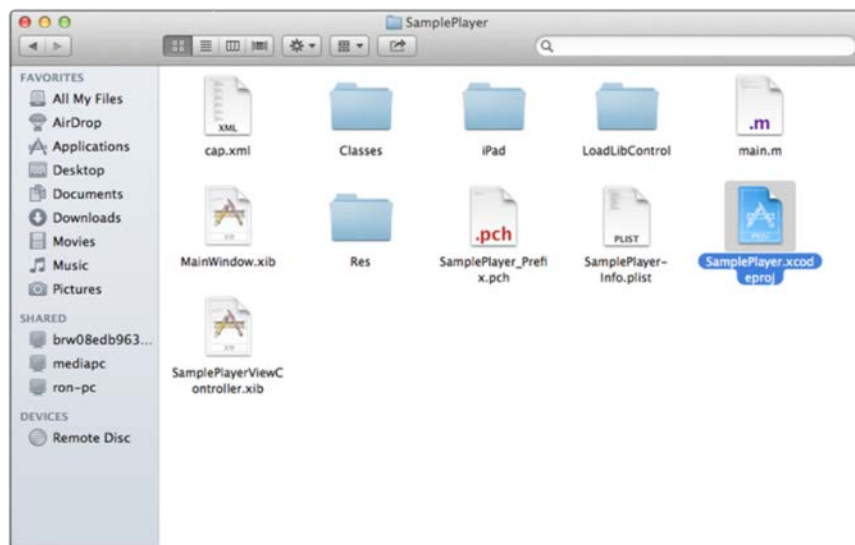 SamplePlayer
FAVORITES
All My Files
AirDrop
Applications
Desktop
Documents
Downloads
Movies
Music
Pictures
SHARED
brw08edb963...
mediapc
ron-pc
DEVICES
Remote Disc
XML
cap.xml
Classes
iPad
LoadLibControl
.m
main.m
MainWindow.xib
Res
.pch
SamplePlayer_Prefi
x.pch
PLIST
SamplePlayer-
Info.plist
SamplePlayer.xcod
eproj
SamplePlayerViewC
ontroller.xib